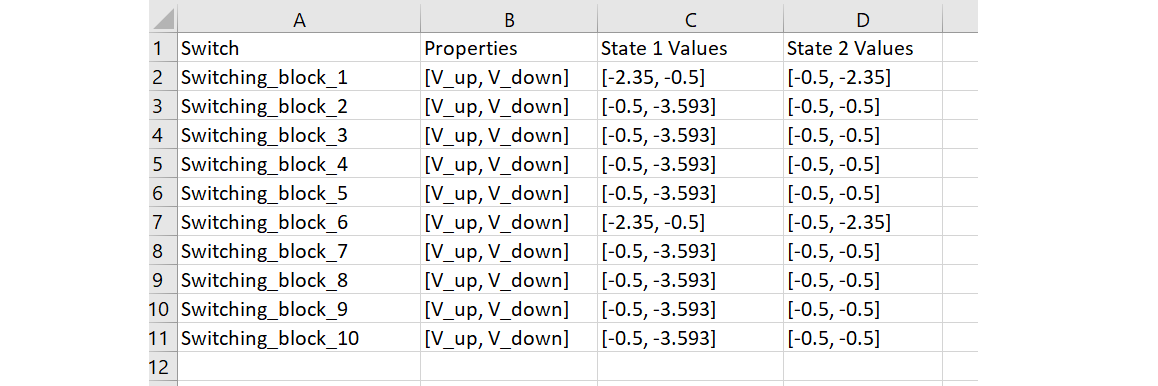 A B C D
1 Switch Properties State 1 Values State 2 Values
2 Switching_block_1 [V_up, V_down] [-2.35, -0.5] [-0.5, -2.35]
3 Switching_block_2 [V_up, V_down] [-0.5, -3.593] [-0.5, -0.5]
4 Switching_block_3 [V_up, V_down] [-0.5, -3.593] [-0.5, -0.5]
5 Switching_block_4 [V_up, V_down] [-0.5, -3.593] [-0.5, -0.5]
6 Switching_block_5 [V_up, V_down] [-0.5, -3.593] [-0.5, -0.5]
7 Switching_block_6 [V_up, V_down] [-2.35, -0.5] [-0.5, -2.35]
8 Switching_block_7 [V_up, V_down] [-0.5, -3.593] [-0.5, -0.5]
9 Switching_block_8 [V_up, V_down] [-0.5, -3.593] [-0.5, -0.5]
10 Switching_block_9 [V_up, V_down] [-0.5, -3.593] [-0.5, -0.5]
11 Switching_block_10 [V_up, V_down] [-0.5, -3.593] [-0.5, -0.5]
12